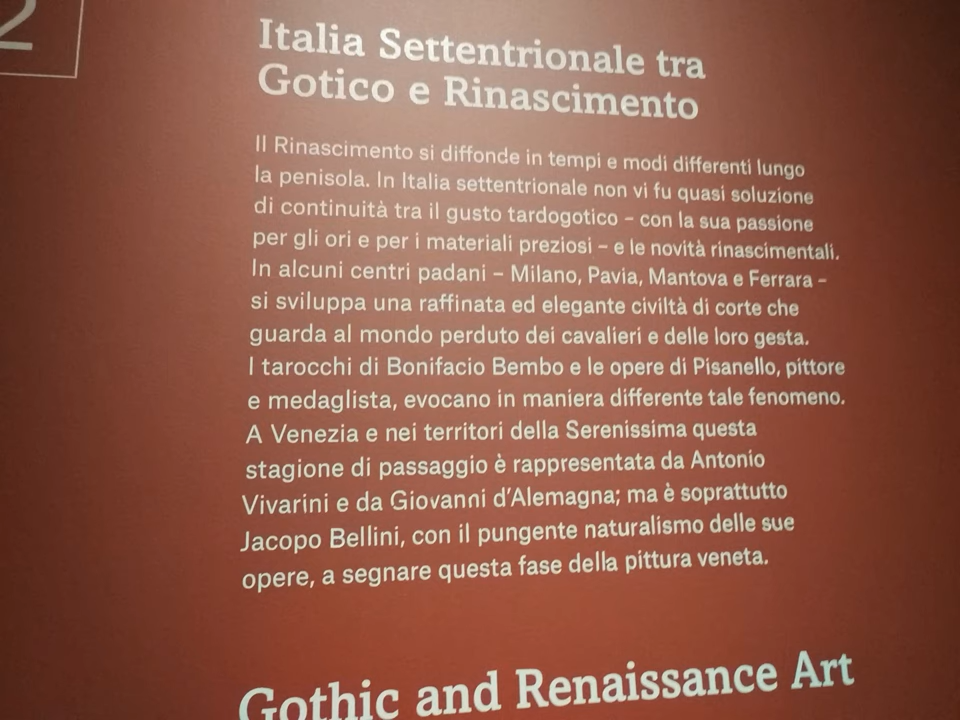 2
Italia Settentrionale tra
Gotico e Rinascimento
Il Rinascimento si diffonde in tempi e modi differenti lungo
la penisola. In Italia settentrionale non vi fu quasi soluzione
di continuità tra il gusto tardogotico – con la sua passione
per gli ori e per i materiali preziosi – e le novità rinascimentali.
In alcuni centri padani – Milano, Pavia, Mantova e Ferrara –
si sviluppa una raffinata ed elegante civiltà di corte che
guarda al mondo perduto dei cavalieri e delle loro gesta.
I tarocchi di Bonifacio Bembo e le opere di Pisanello, pittore
e medaglista, evocano in maniera differente tale fenomeno.
A Venezia e nei territori della Serenissima questa
stagione di passaggio è rappresentata da Antonio
Vivarini e da Giovanni d'Alemagna; ma è soprattutto
Jacopo Bellini, con il pungente naturalismo delle sue
opere, a segnare questa fase della pittura veneta.
Gothic and Renaissance Art